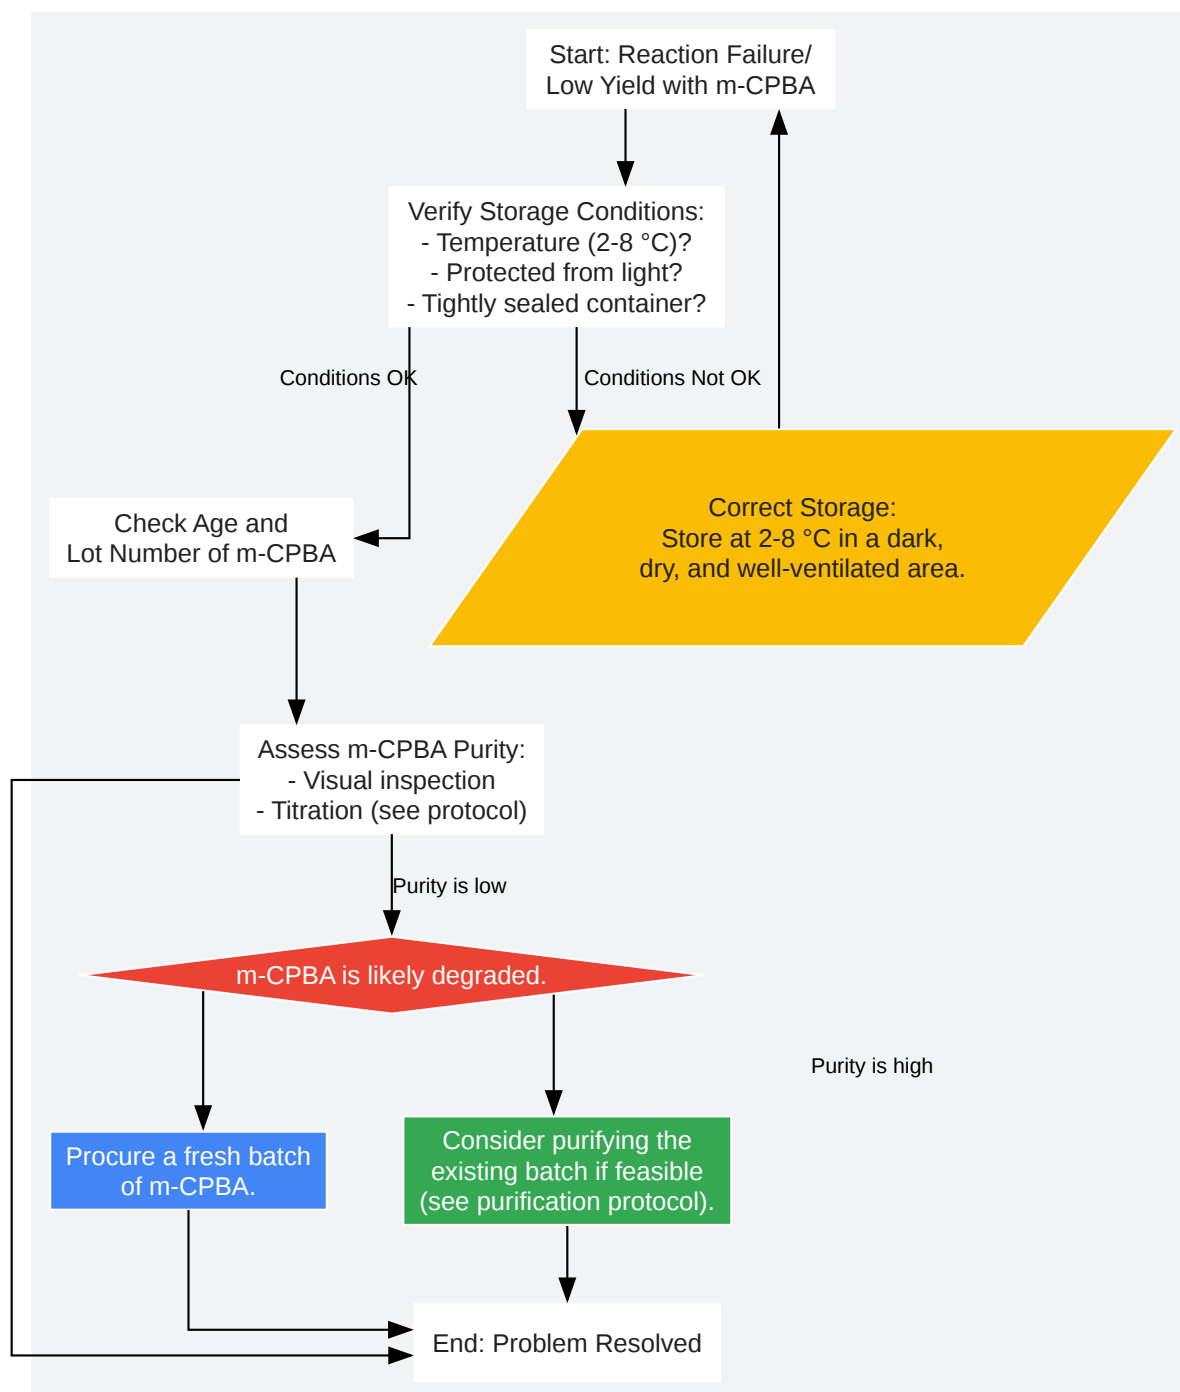 Start: Reaction Failure/
Low Yield with m-CPBA
Verify Storage Conditions:
- Temperature (2-8 °C)?
- Protected from light?
- Tightly sealed container?
Conditions OK
Conditions Not OK
Correct Storage:
Store at 2-8 °C in a dark,
dry, and well-ventilated area.
Check Age and
Lot Number of m-CPBA
Assess m-CPBA Purity:
- Visual inspection
- Titration (see protocol)
Purity is low
m-CPBA is likely degraded.
Purity is high
Procure a fresh batch
of m-CPBA.
Consider purifying the
existing batch if feasible
(see purification protocol).
End: Problem Resolved